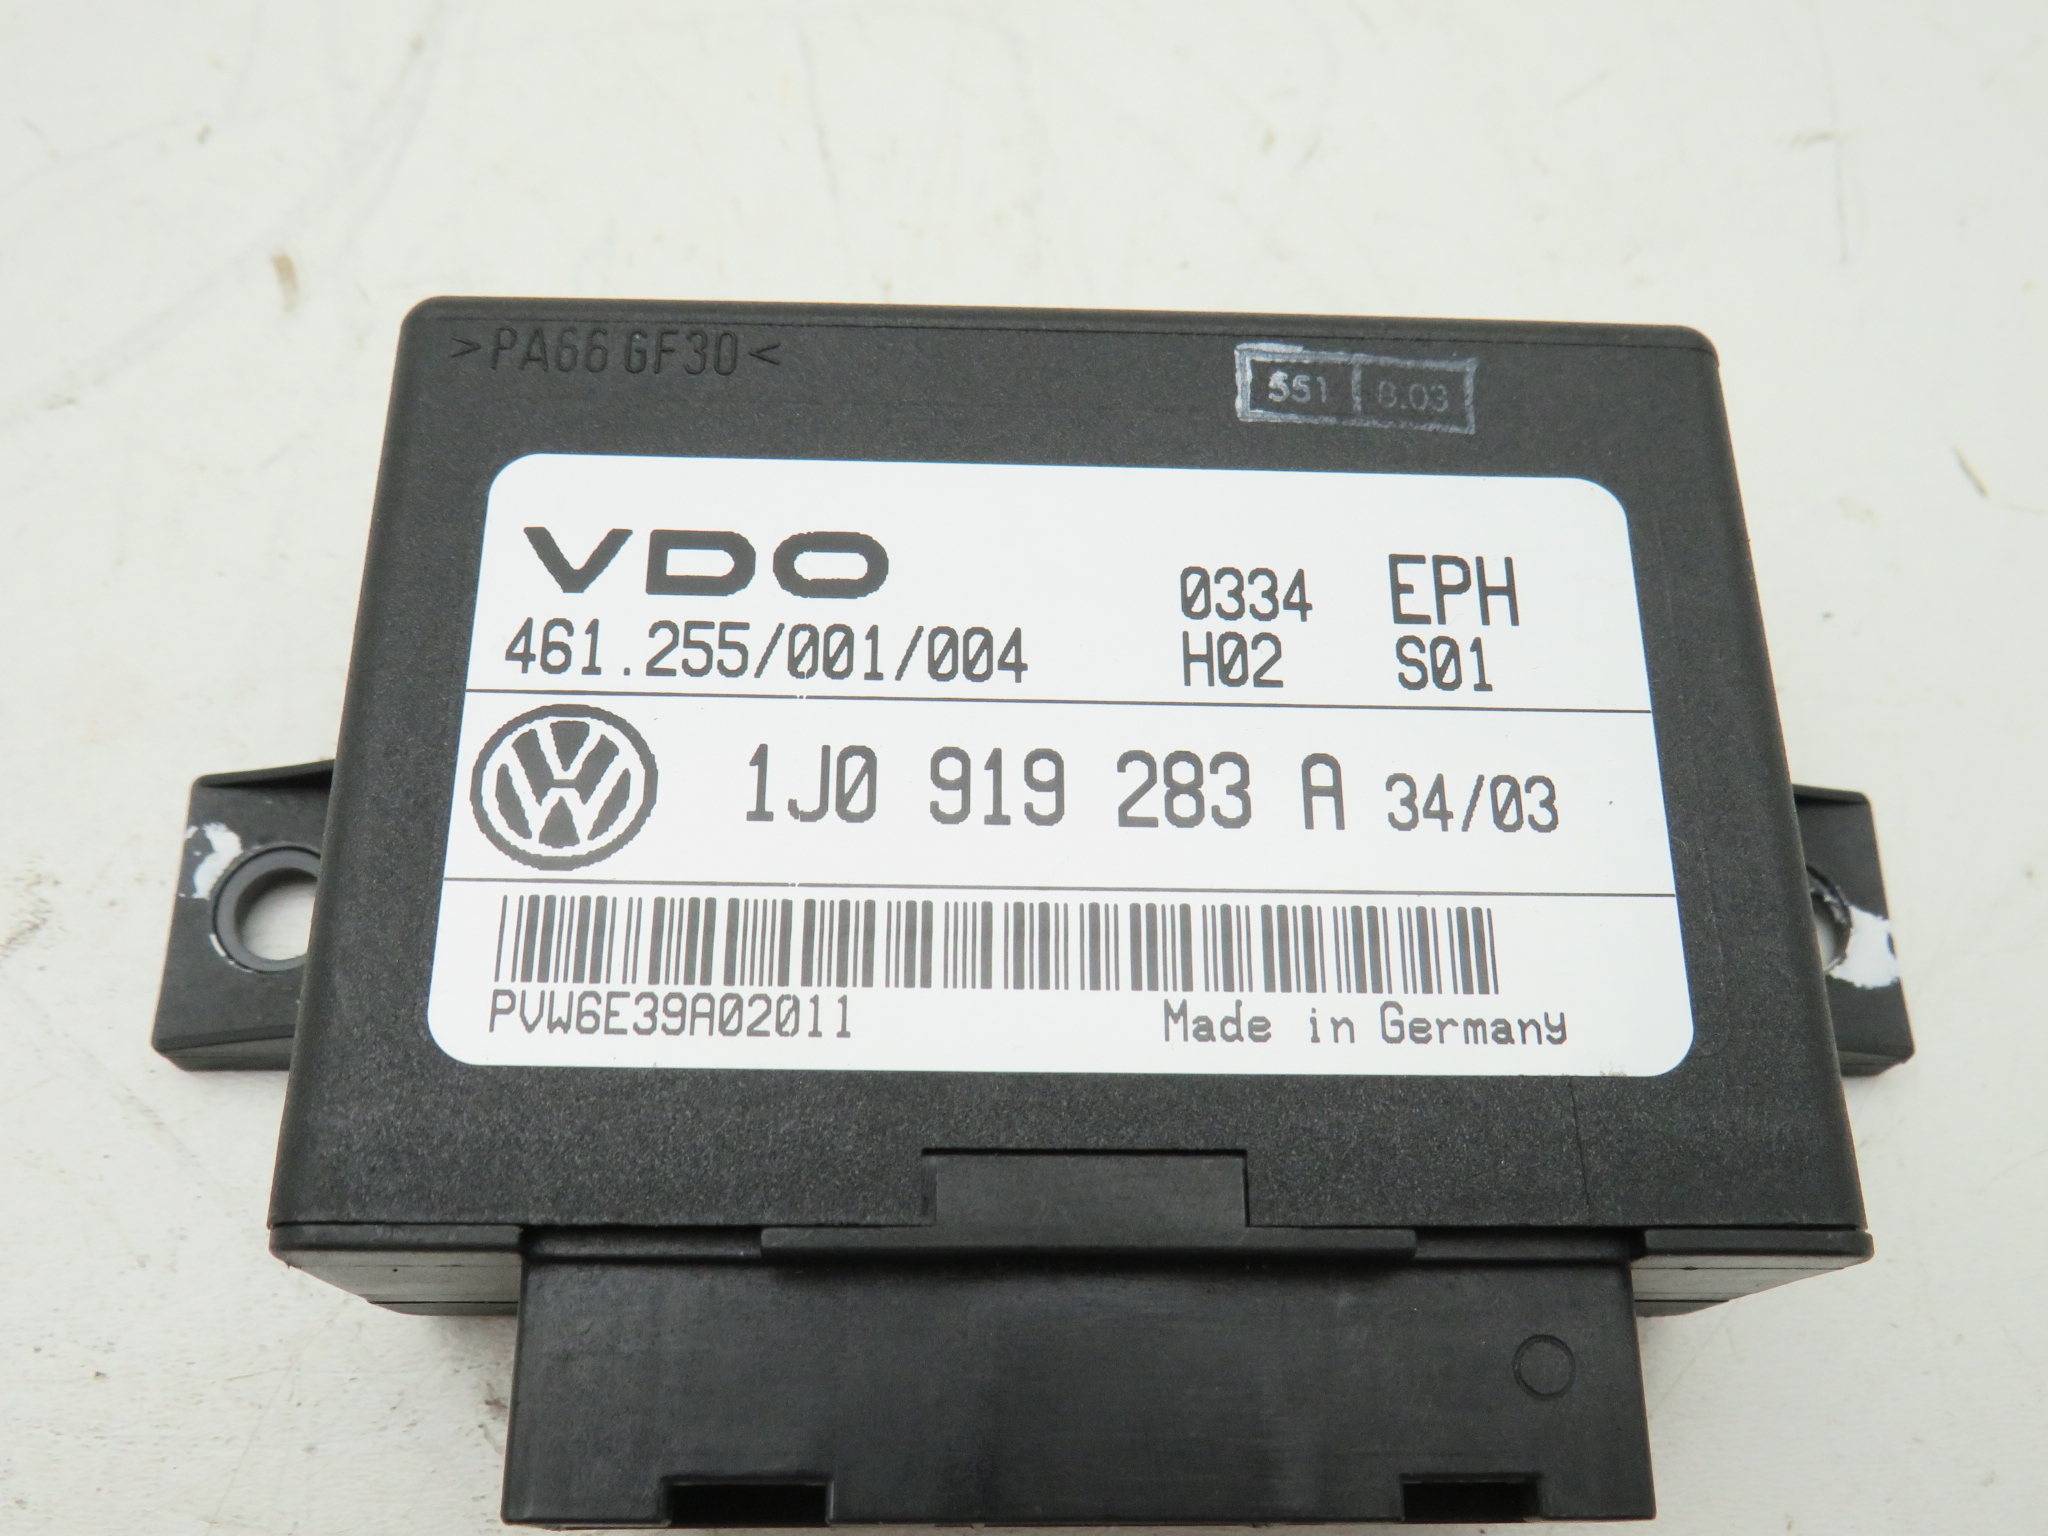 >PA66 GF30<
551 8.03
VDO 0334 EPH
461.255/001/004 H02 S01
1J0 919 283 A 34/03
PVW6E39A02011 Made in Germany